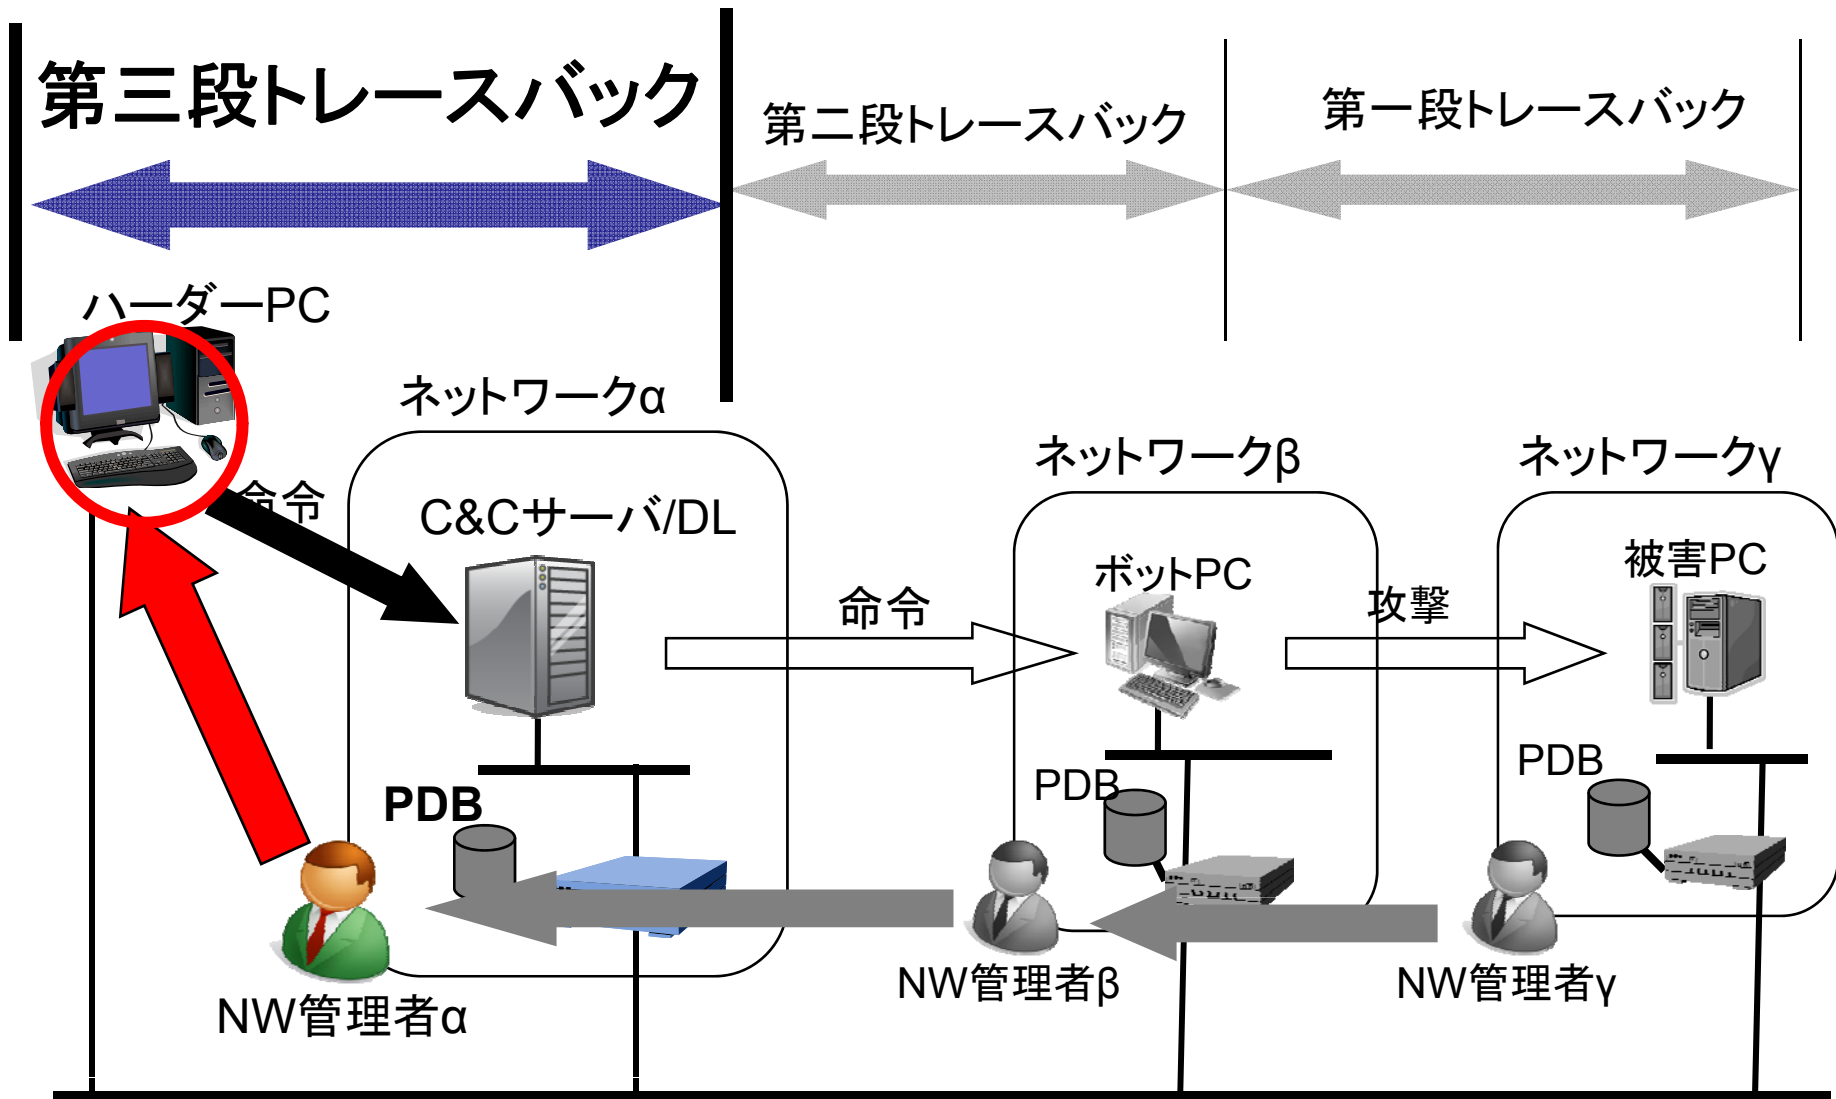 第三段トレースバック
第二段トレースバック
第一段トレースバック
ハーダーPC
ネットワークα
ネットワークβ
ネットワークγ
命令
C&Cサーバ/DL
ボットPC
被害PC
命令
攻撃
PDB
PDB
PDB
NW管理者α
NW管理者β
NW管理者γ